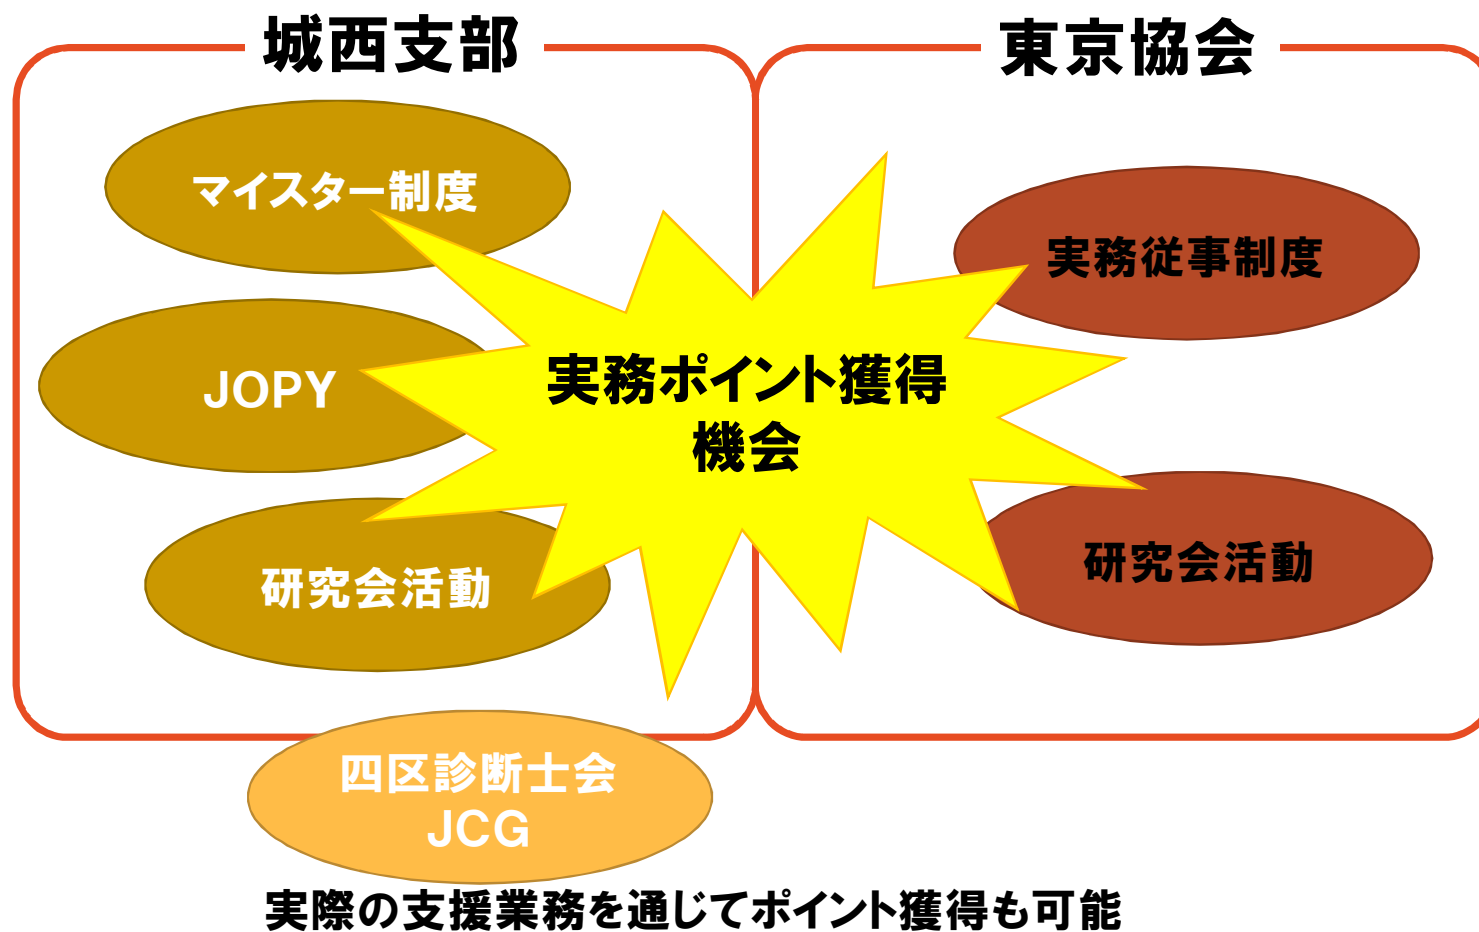 城西支部
マイスター制度
JOPY
研究会活動
東京協会
実務従事制度
研究会活動
実務ポイント獲得
機会
四区診断士会
JCG
実際の支援業務を通じてポイント獲得も可能